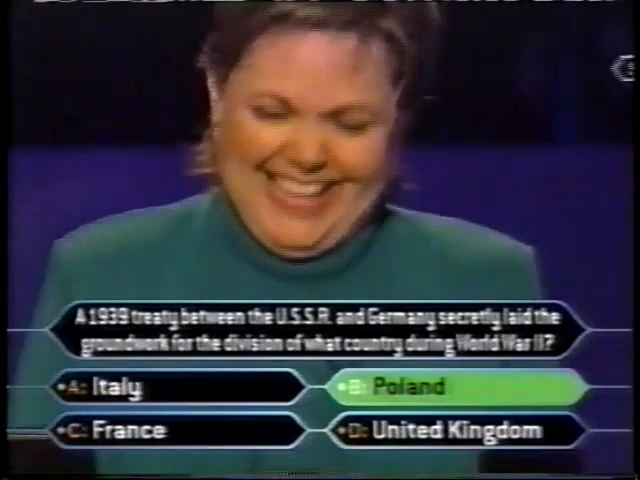 A 1939 treaty between the U.S.S.R. and Germany secretly laid the
groundwork for the division of what country during World War II?
A: Italy
B: Poland
C: France
D: United Kingdom